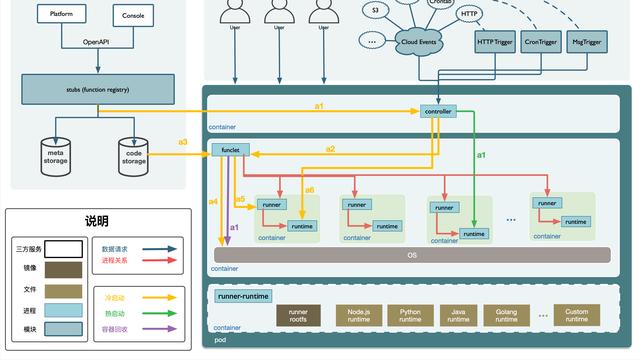 Platform
Console
OpenAPI
stubs (function registry)
meta
storage
code
storage
User
User
User
S3
Crontab
HTTP
...
Cloud Events
HTTP Trigger
CronTrigger
MsgTrigger
a1
controller
container
a3
funclet
a2
a1
a4
a5
a6
a1
runner
runtime
container
runner
runtime
container
runner
runtime
container
...
runner
runtime
container
OS
container
runner-runtime
runner
rootfs
Node.js
runtime
Python
runtime
Java
runtime
Golang
runtime
...
Custom
runtime
container
pod
说明
三方服务
镜像
文件
进程
模块
数据请求
进程关系
冷启动
热启动
容器回收